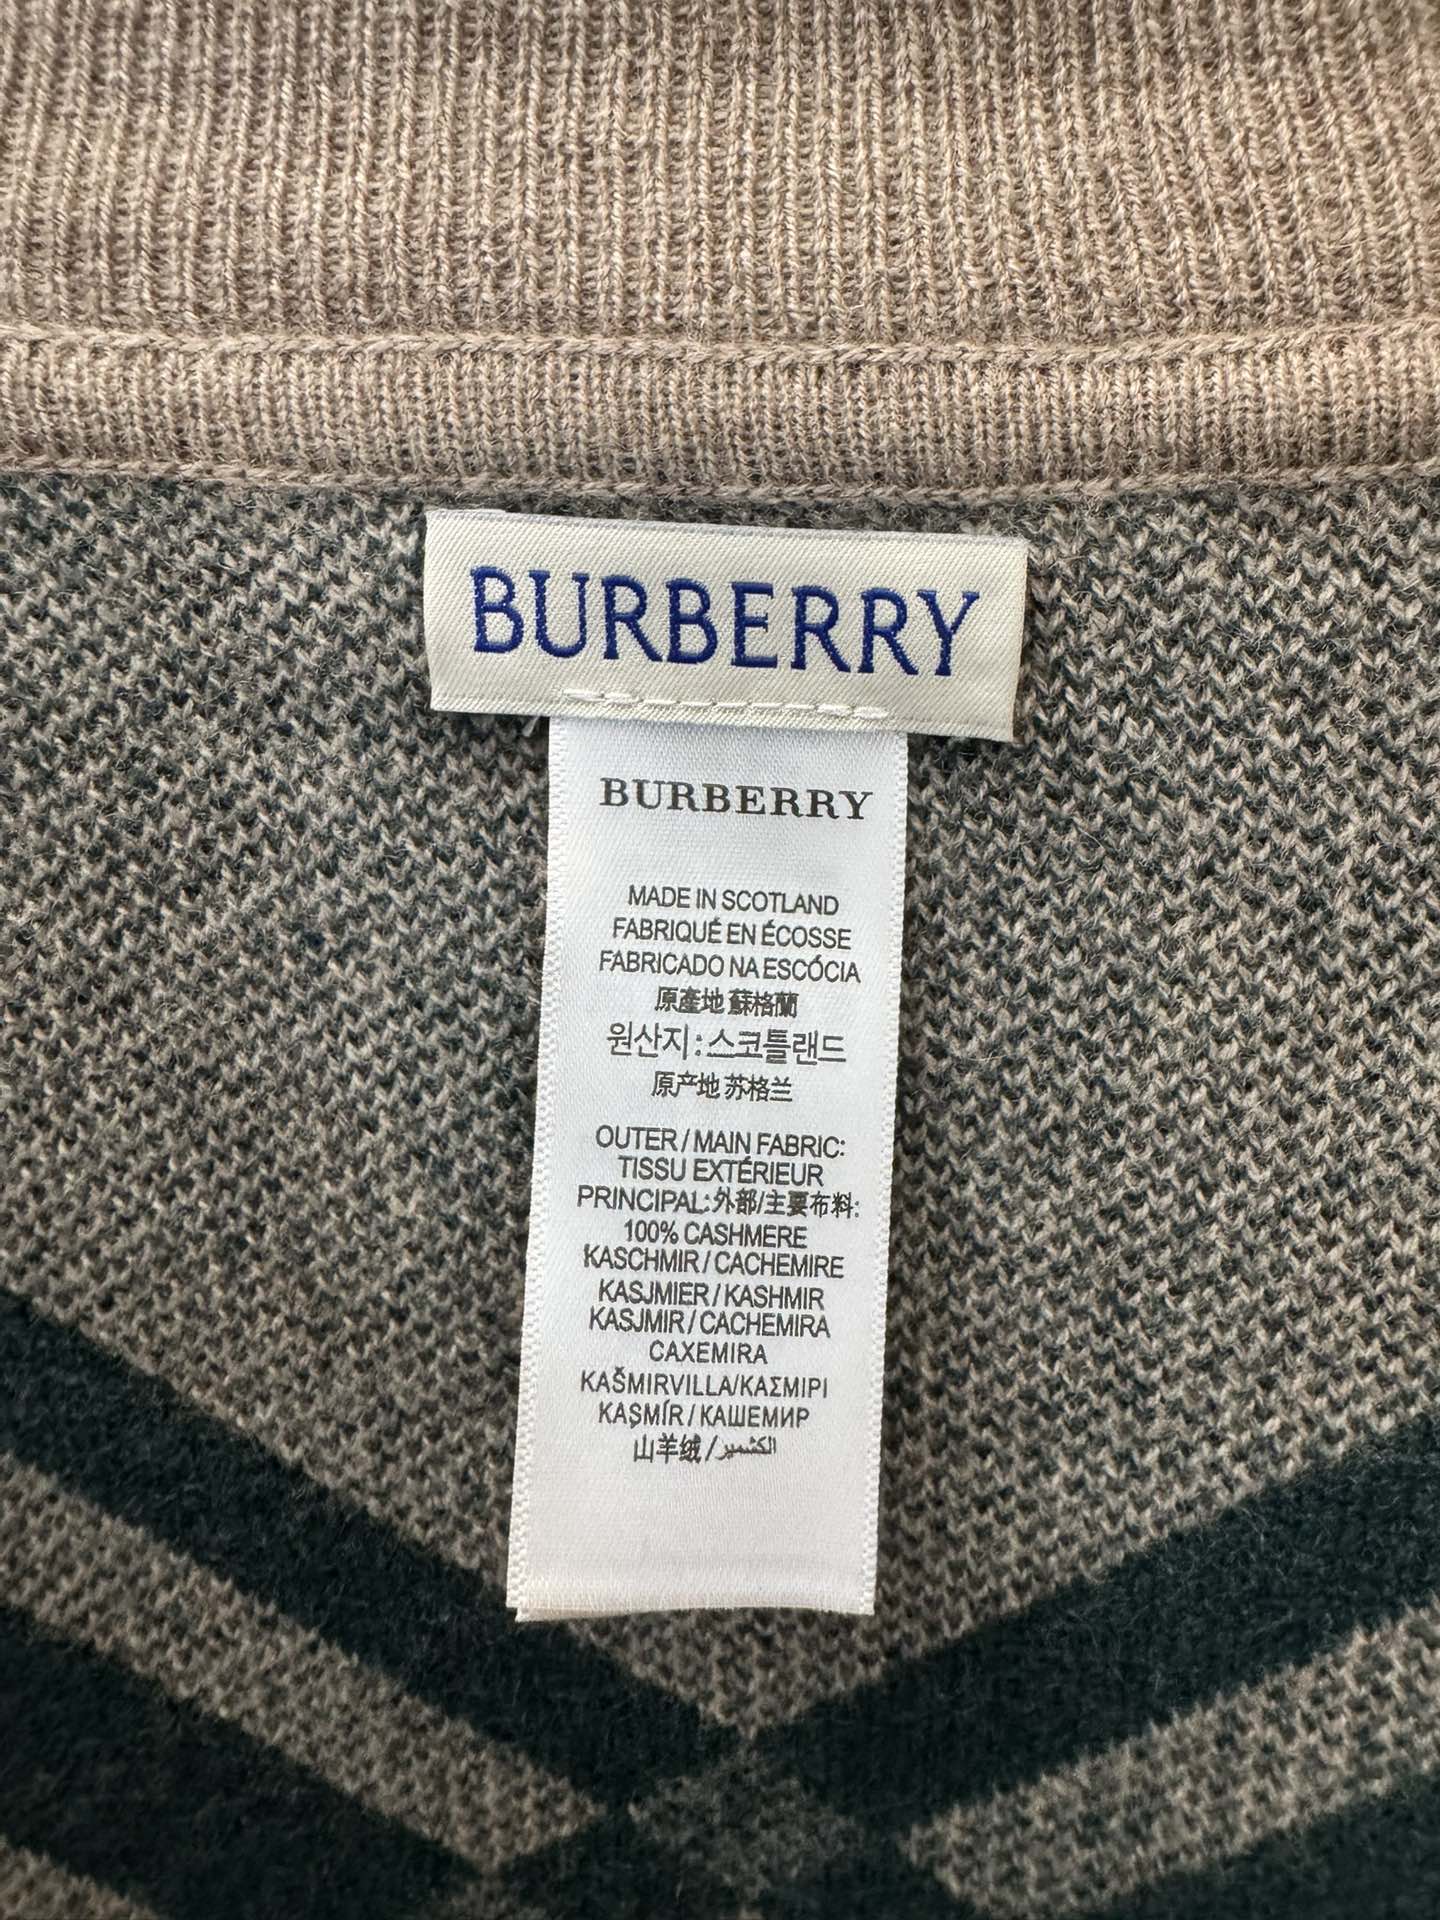 BURBERRY
BURBERRY
MADE IN SCOTLAND
FABRIQUÉ EN ÉCOSSE
FABRICADO NA ESCÓCIA
原產地 蘇格蘭
원산지:스코틀랜드
原产地 苏格兰
OUTER / MAIN FABRIC:
TISSU EXTÉRIEUR
PRINCIPAL:外部/主要布料:
100% CASHMERE
KASCHMIR / CACHEMIRE
KASJMIER / KASHMIR
KASJMIR / CACHEMIRA
CAXEMIRA
KAŠMIRVILLA/ΚΑΣΜΙΡΙ
KAŞMÍR / КАШЕМИР
山羊绒 / الكشمير